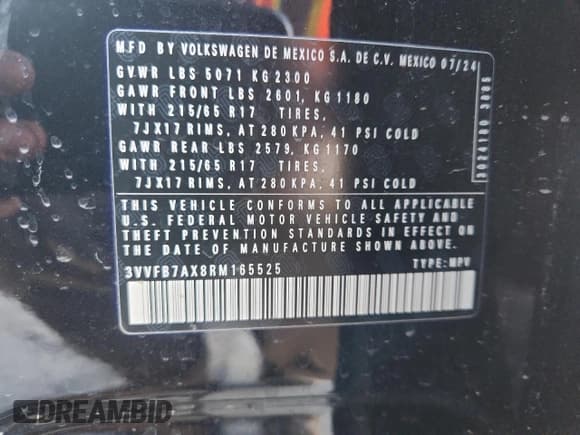 MFD BY VOLKSWAGEN DE MEXICO S.A. DE C.V. MEXICO 07/24
GVWR LBS 5071 KG 2300
GAWR FRONT LBS 2601, KG 1180
WITH 215/65 R17 TIRES,
7JX17 RIMS, AT 280 KPA, 41 PSI COLD
GAWR REAR LBS 2579, KG 1170
WITH 215/65 R17 TIRES,
7JX17 RIMS, AT 280 KPA, 41 PSI COLD
THIS VEHICLE CONFORMS TO ALL APPLICABLE
U.S. FEDERAL MOTOR VEHICLE SAFETY AND
THEFT PREVENTION STANDARDS IN EFFECT ON
THE DATE OF MANUFACTURE SHOWN ABOVE.
3VVFB7AX8RM165525 TYPE: MPV
DREAMBID